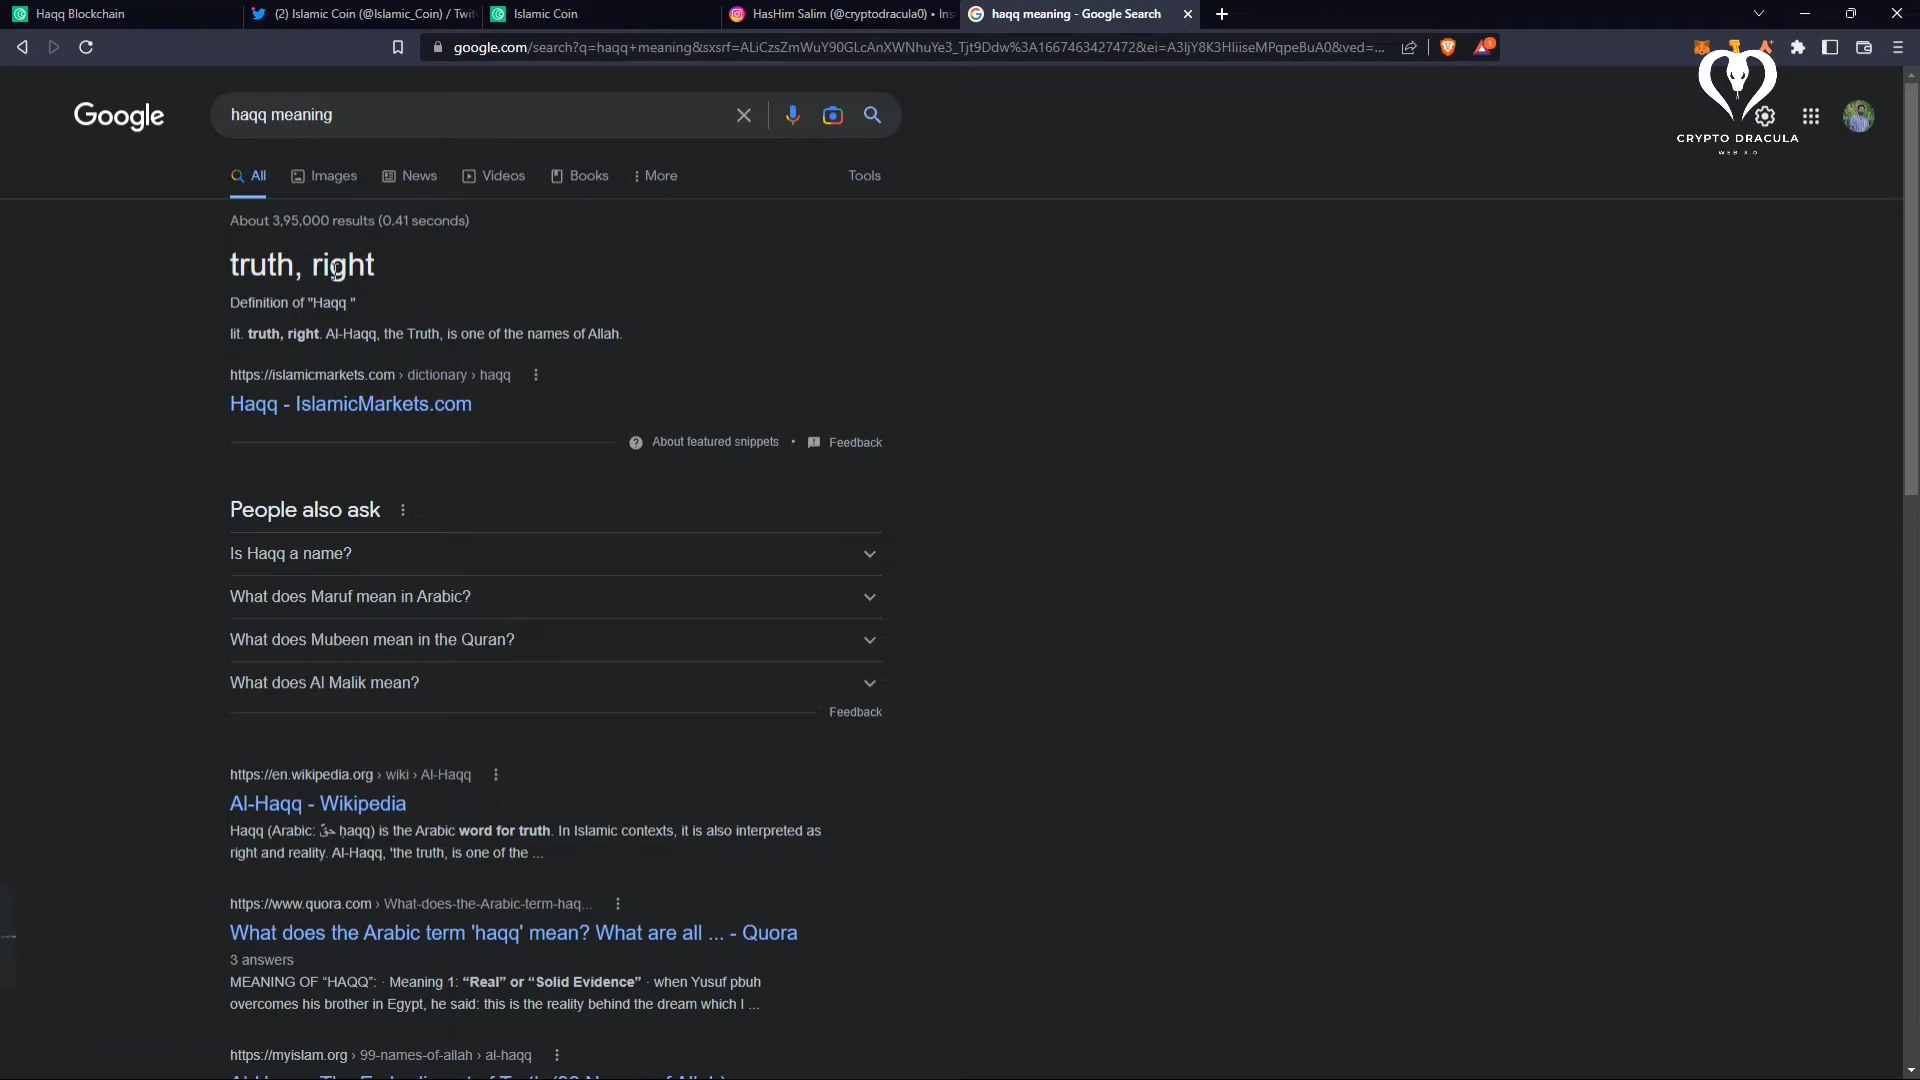 Haqq Blockchain
(2) Islamic Coin (@Islamic_Coin) / Twit
Islamic Coin
HasHim Salim (@cryptodracula0) • Ins
haqq meaning - Google Search
google.com/search?q=haqq+meaning&sxsrf=ALiCzsZmWuY90GLcAnXWNhuYe3_Tjt9Ddw%3A1667463427472&ei=A3ljY8K3HIiiseMPqpeBuA0&ved=...
1
CRYPTO DRACULA
WEB 3.0
Google
haqq meaning
All
Images
News
Videos
Books
More
Tools
About 3,95,000 results (0.41 seconds)
truth, right
Definition of "Haqq "
lit. truth, right. Al-Haqq, the Truth, is one of the names of Allah.
https://islamicmarkets.com › dictionary › haqq
Haqq - IslamicMarkets.com
About featured snippets • Feedback
People also ask
Is Haqq a name?
What does Maruf mean in Arabic?
What does Mubeen mean in the Quran?
What does Al Malik mean?
Feedback
https://en.wikipedia.org › wiki › Al-Haqq
Al-Haqq - Wikipedia
Haqq (Arabic: حقّ ḥaqq) is the Arabic word for truth. In Islamic contexts, it is also interpreted as
right and reality. Al-Haqq, 'the truth, is one of the ...
https://www.quora.com › What-does-the-Arabic-term-haq...
What does the Arabic term 'haqq' mean? What are all ... - Quora
3 answers
MEANING OF “HAQQ”: · Meaning 1: “Real” or “Solid Evidence” · when Yusuf pbuh
overcomes his brother in Egypt, he said: this is the reality behind the dream which I ...
https://myislam.org › 99-names-of-allah › al-haqq